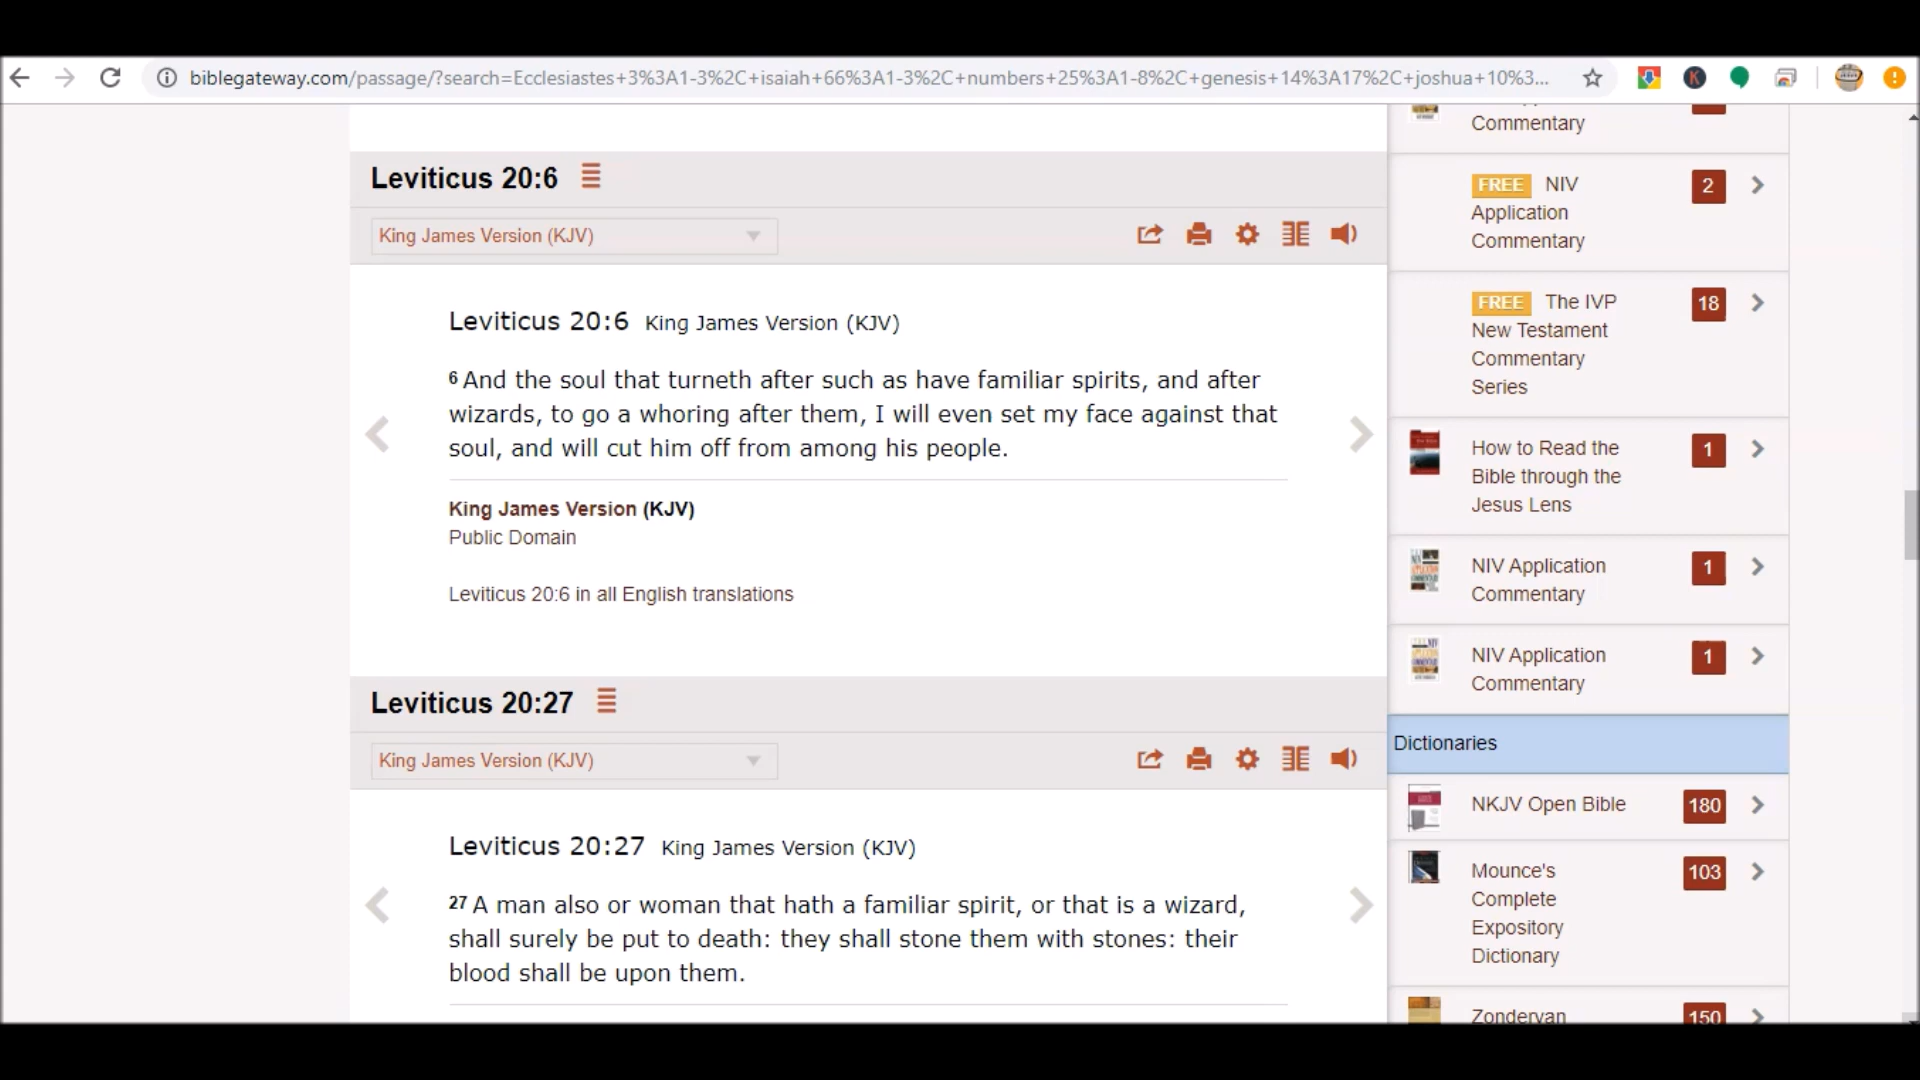 biblegateway.com/passage/?search=Ecclesiastes+3%3A1-3%2C+isaiah+66%3A1-3%2C+numbers+25%3A1-8%2C+genesis+14%3A17%2C+joshua+10%3...
Leviticus 20:6
King James Version (KJV)
Leviticus 20:6 King James Version (KJV)
6 And the soul that turneth after such as have familiar spirits, and after
wizards, to go a whoring after them, I will even set my face against that
soul, and will cut him off from among his people.
King James Version (KJV)
Public Domain
Leviticus 20:6 in all English translations
Leviticus 20:27
King James Version (KJV)
Leviticus 20:27 King James Version (KJV)
27 A man also or woman that hath a familiar spirit, or that is a wizard,
shall surely be put to death: they shall stone them with stones: their
blood shall be upon them.
Commentary
FREE NIV 2
Application
Commentary
FREE The IVP 18
New Testament
Commentary
Series
How to Read the 1
Bible through the
Jesus Lens
NIV Application 1
Commentary
NIV Application 1
Commentary
Dictionaries
NKJV Open Bible 180
Mounce's 103
Complete
Expository
Dictionary
Zondervan 150